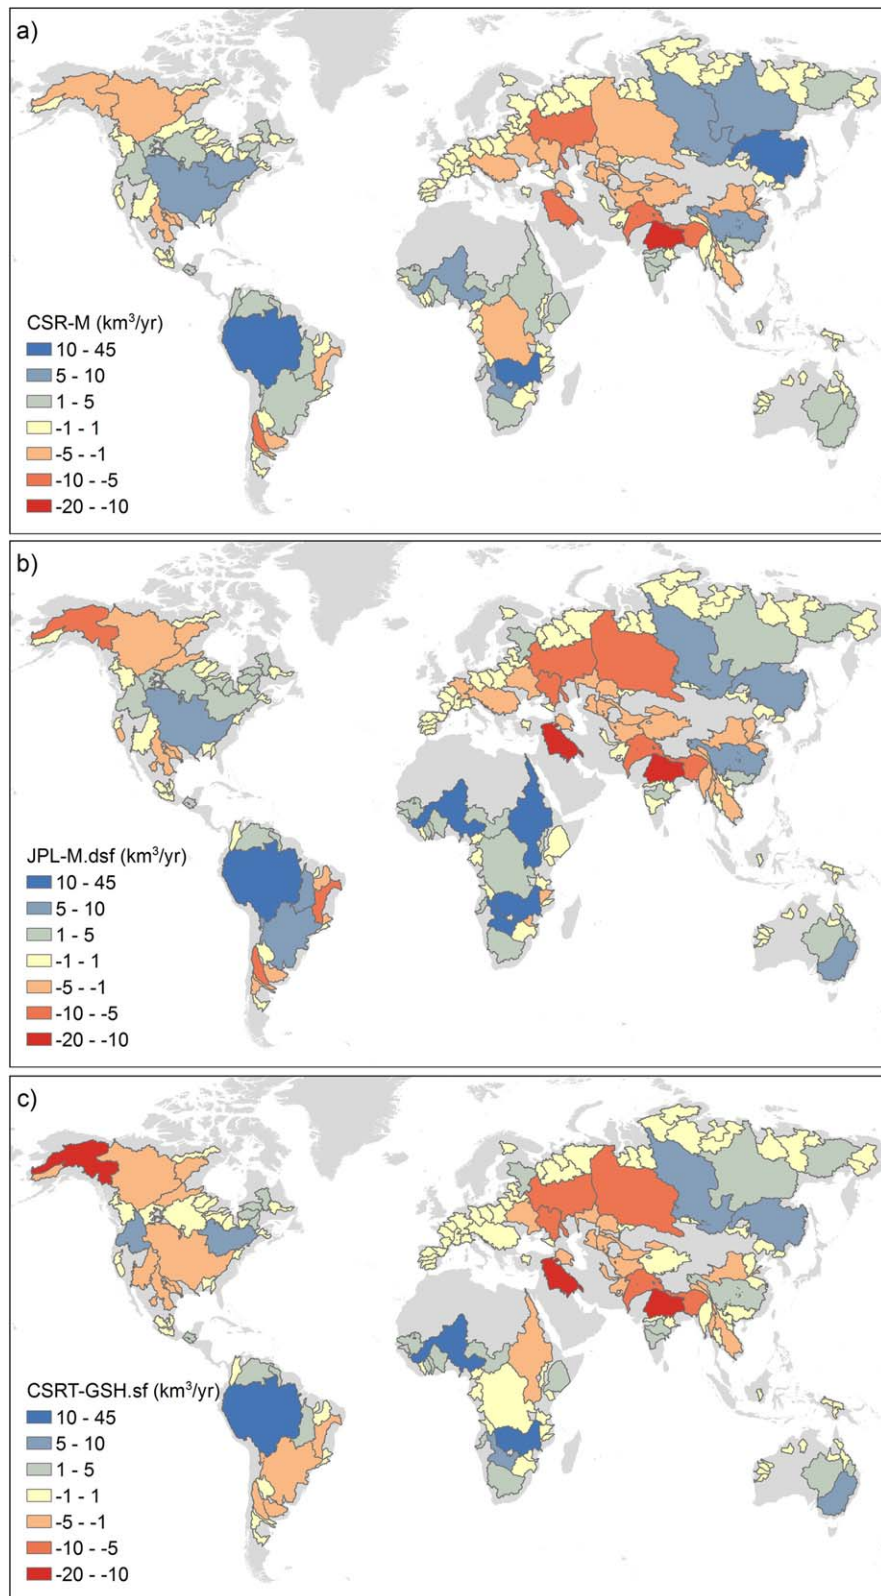 a)
CSR-M (km³/yr)
10 - 45
5 - 10
1 - 5
-1 - 1
-5 - -1
-10 - -5
-20 - -10
b)
JPL-M.dsf (km³/yr)
10 - 45
5 - 10
1 - 5
-1 - 1
-5 - -1
-10 - -5
-20 - -10
c)
CSRT-GSH.sf (km³/yr)
10 - 45
5 - 10
1 - 5
-1 - 1
-5 - -1
-10 - -5
-20 - -10